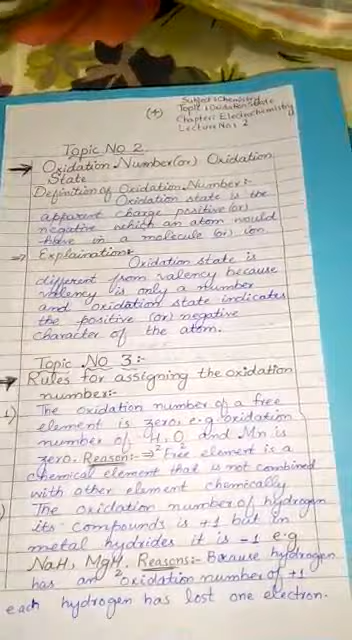 (4)
Subject: Chemistry
Topic: Oxidation State
Chapter: Electrochemistry
Lecture No: 2
Topic No 2.
→ Oxidation Number (or) Oxidation
State
Definition of Oxidation Number:-
Oxidation state is the
apparent charge positive (or)
negative which an atom would
have in a molecule (or) ion.
⇒ Explaination:-
Oxidation state is
different from valency because
valency is only a number
and oxidation state indicates
the positive (or) negative
character of the atom.
Topic No 3:-
→ Rules for assigning the oxidation
number:-
1) The oxidation number of a free
element is zero, e.g oxidation
number of H₂O and Mn is
zero. Reason:-⇒ Free element is a
chemical element that is not combined
with other element chemically
) The oxidation number of hydrogen
its compounds is +1 but in
metal hydrides it is -1 e.g
NaH, MgH₂. Reasons:- Because hydrogen
has an oxidation number of +1
each hydrogen has lost one electron.